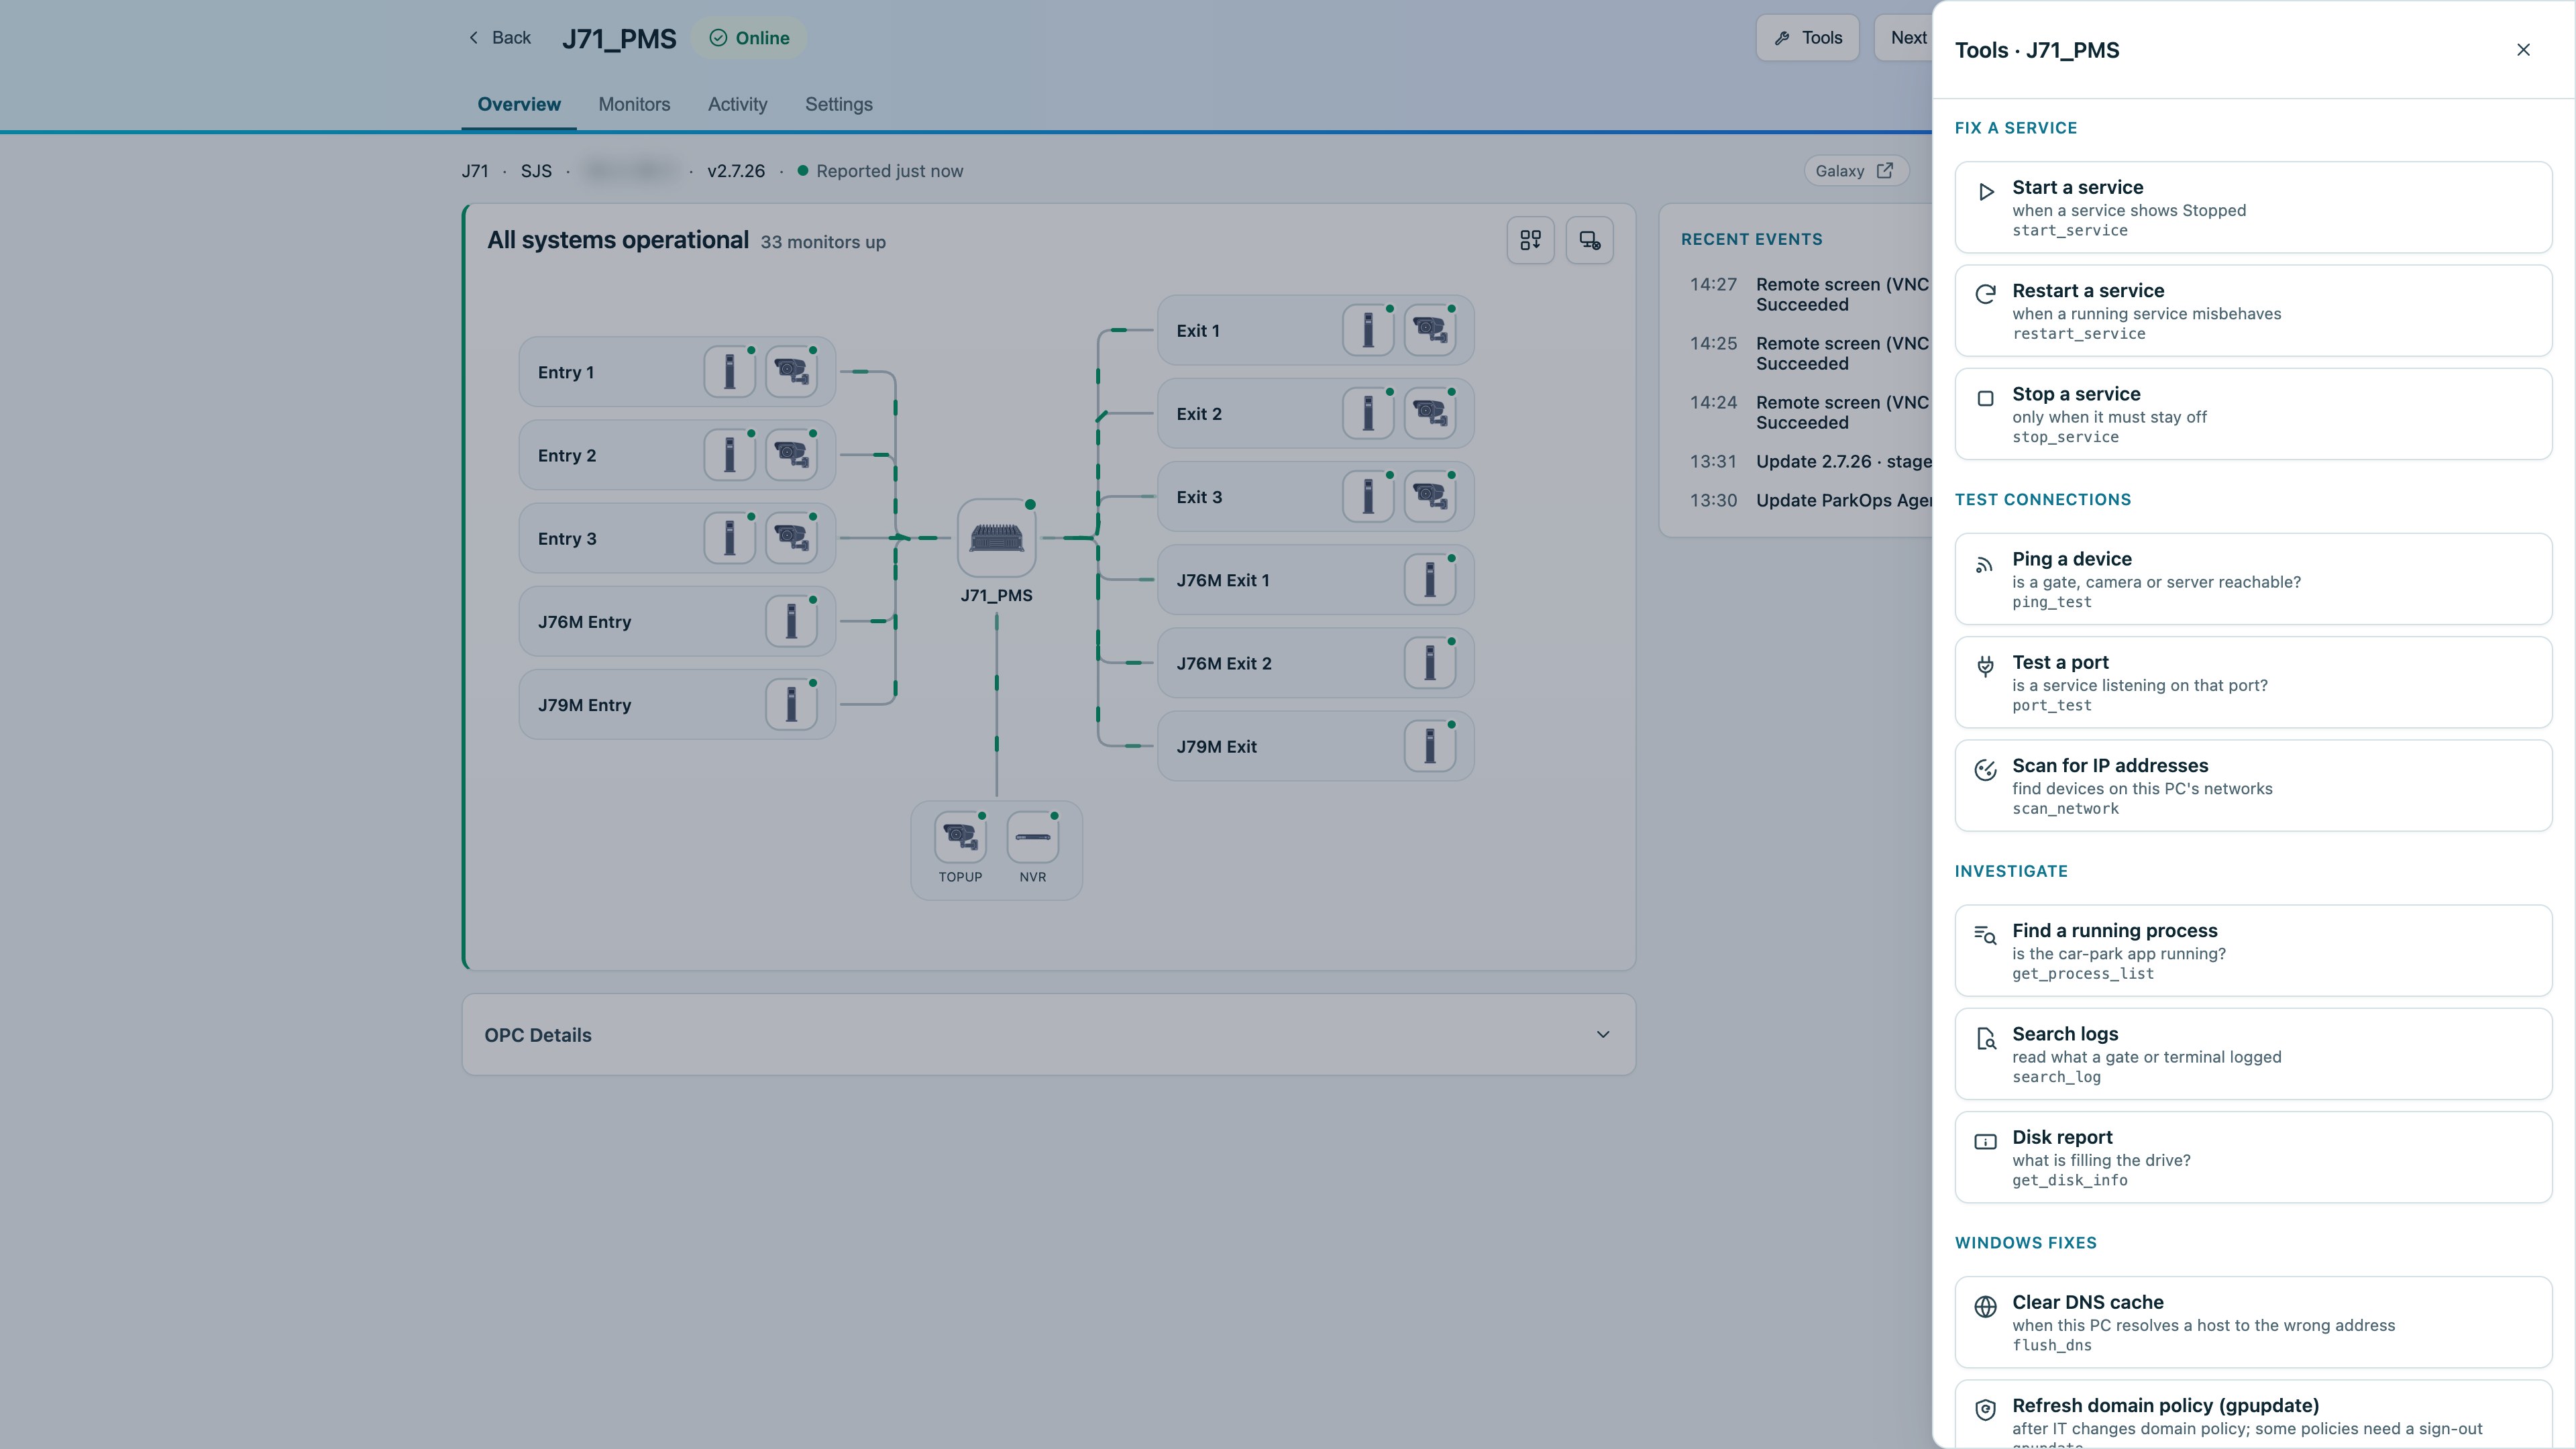 Back
J71_PMS
Online
Tools
Next
Overview
Monitors
Activity
Settings
J71 · SJS · · v2.7.26 · Reported just now
Galaxy
All systems operational 33 monitors up
Entry 1
Entry 2
Entry 3
J76M Entry
J79M Entry
J71_PMS
Exit 1
Exit 2
Exit 3
J76M Exit 1
J76M Exit 2
J79M Exit
TOPUP
NVR
OPC Details
RECENT EVENTS
14:27 Remote screen (VNC
Succeeded
14:25 Remote screen (VNC
Succeeded
14:24 Remote screen (VNC
Succeeded
13:31 Update 2.7.26 · stage
13:30 Update ParkOps Age
Tools · J71_PMS
FIX A SERVICE
Start a service
when a service shows Stopped
start_service
Restart a service
when a running service misbehaves
restart_service
Stop a service
only when it must stay off
stop_service
TEST CONNECTIONS
Ping a device
is a gate, camera or server reachable?
ping_test
Test a port
is a service listening on that port?
port_test
Scan for IP addresses
find devices on this PC's networks
scan_network
INVESTIGATE
Find a running process
is the car-park app running?
get_process_list
Search logs
read what a gate or terminal logged
search_log
Disk report
what is filling the drive?
get_disk_info
WINDOWS FIXES
Clear DNS cache
when this PC resolves a host to the wrong address
flush_dns
Refresh domain policy (gpupdate)
after IT changes domain policy; some policies need a sign-out